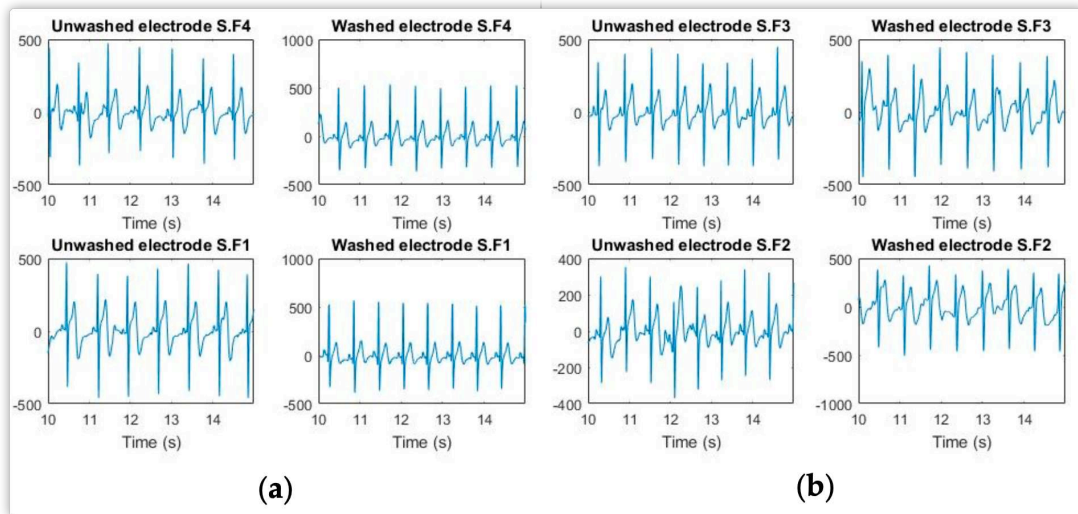 Unwashed electrode S.F4
500
0
-500
10 11 12 13 14
Time (s)
Washed electrode S.F4
1000
500
0
-500
10 11 12 13 14
Time (s)
Unwashed electrode S.F3
500
0
-500
10 11 12 13 14
Time (s)
Washed electrode S.F3
500
0
-500
10 11 12 13 14
Time (s)
Unwashed electrode S.F1
500
0
-500
10 11 12 13 14
Time (s)
Washed electrode S.F1
1000
500
0
-500
10 11 12 13 14
Time (s)
Unwashed electrode S.F2
400
200
0
-200
-400
10 11 12 13 14
Time (s)
Washed electrode S.F2
500
0
-500
-1000
10 11 12 13 14
Time (s)
(a)
(b)